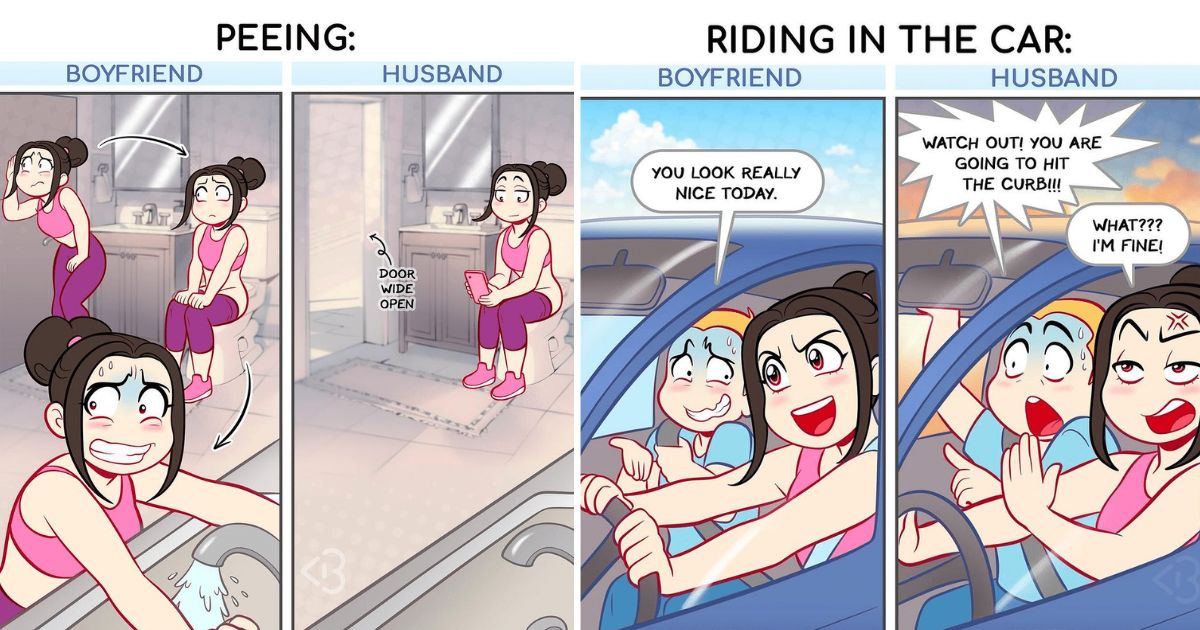 PEEING:
BOYFRIEND
HUSBAND
DOOR
WIDE
OPEN
RIDING IN THE CAR:
BOYFRIEND
HUSBAND
YOU LOOK REALLY
NICE TODAY.
WATCH OUT! YOU ARE
GOING TO HIT
THE CURB!!!
WHAT???
I'M FINE!